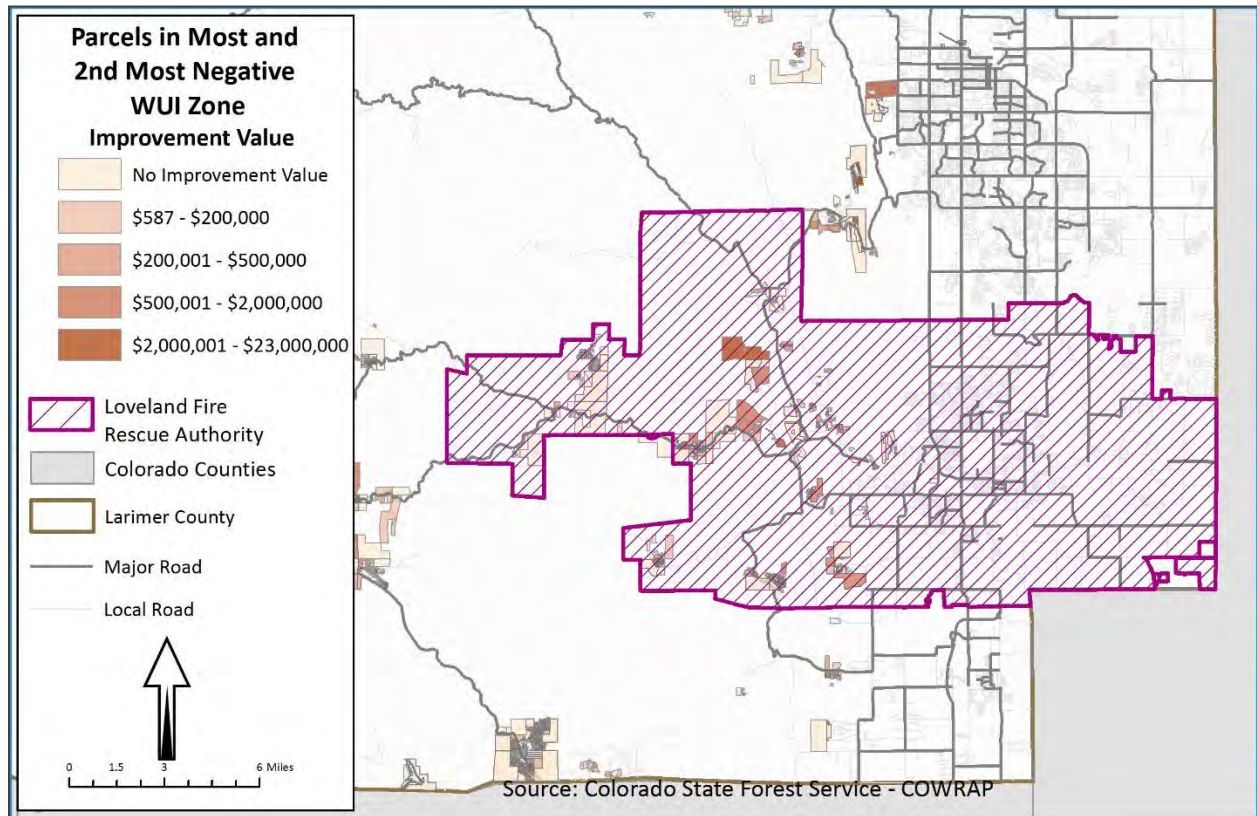 Parcels in Most and
2nd Most Negative
WUI Zone
Improvement Value
No Improvement Value
$587 - $200,000
$200,001 - $500,000
$500,001 - $2,000,000
$2,000,001 - $23,000,000
Loveland Fire
Rescue Authority
Colorado Counties
Larimer County
Major Road
Local Road
0 1.5 3 6 Miles
Source: Colorado State Forest Service - COWRAP